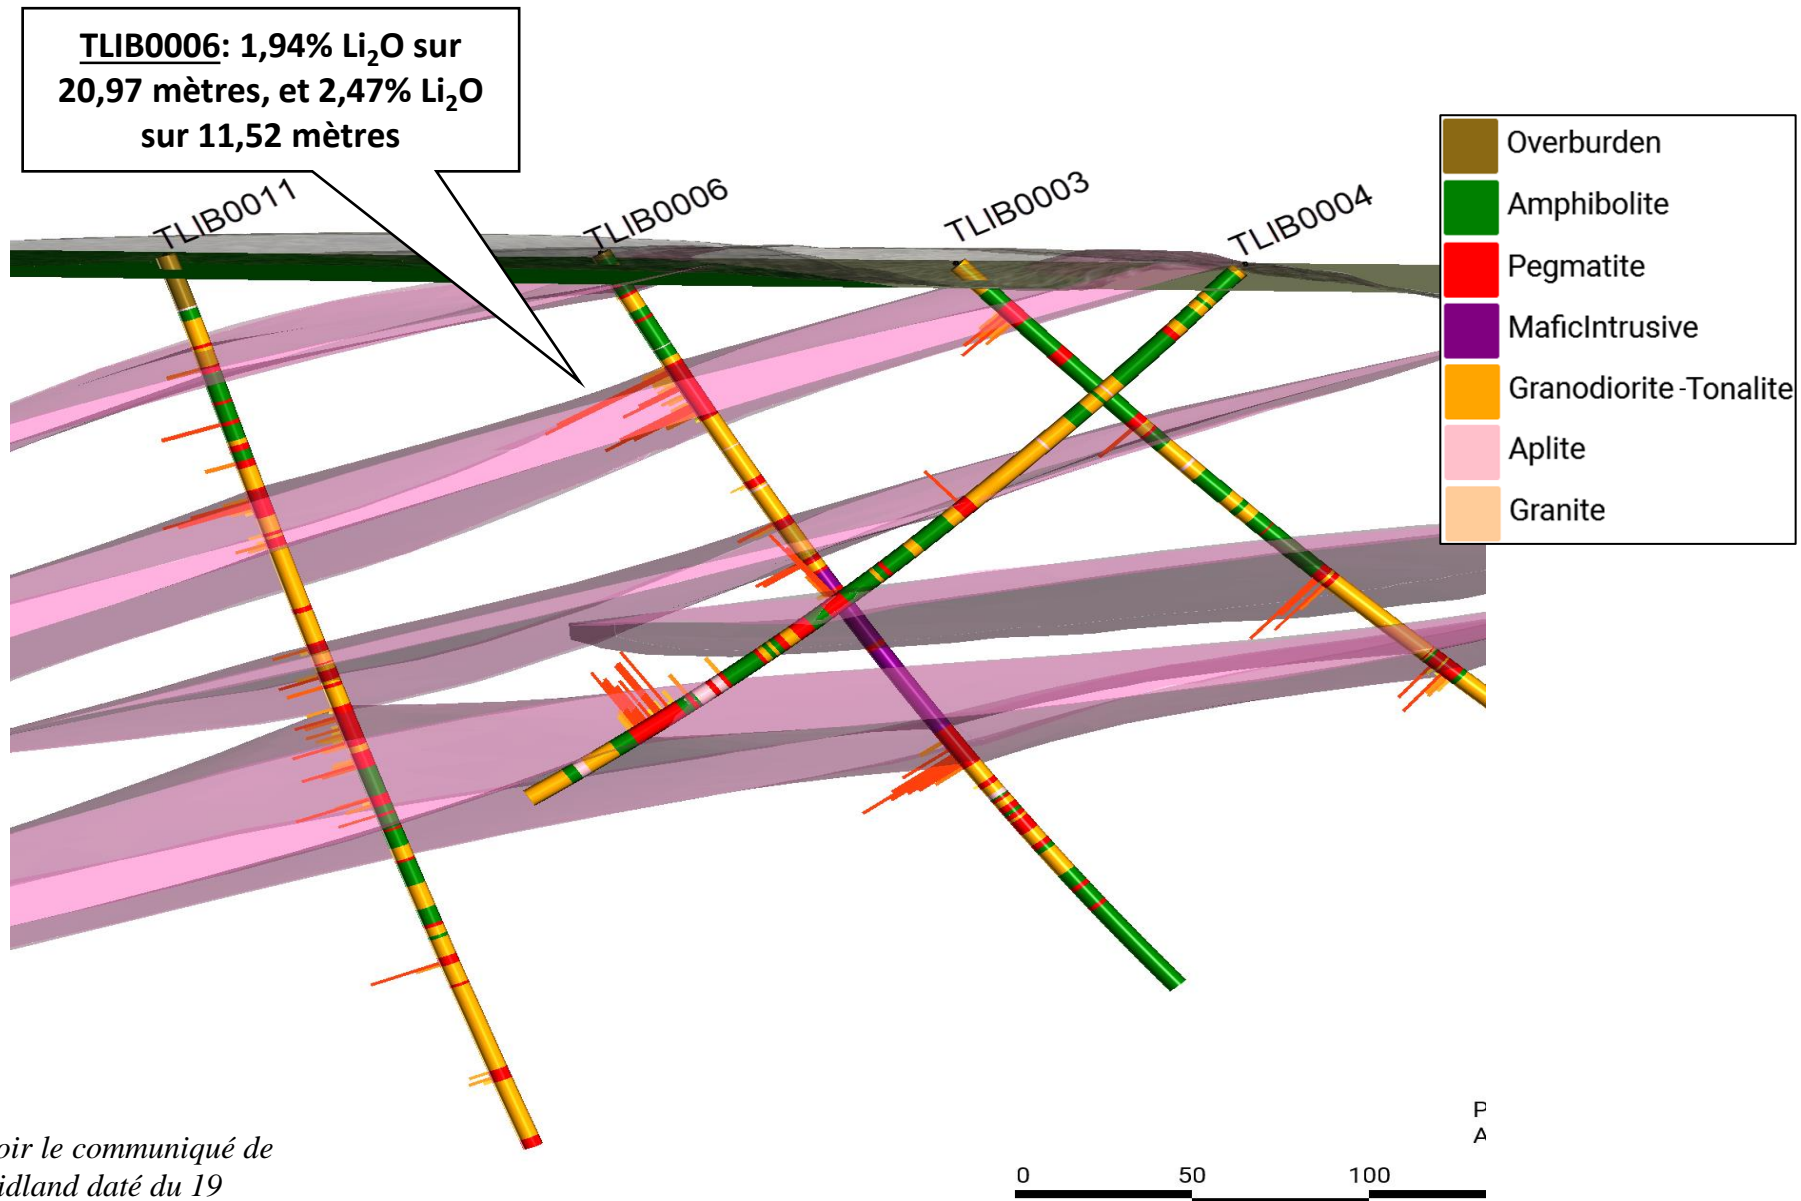 TLIB0006: 1,94% Li₂O sur
20,97 mètres, et 2,47% Li₂O
sur 11,52 mètres
TLIB0011
TLIB0006
TLIB0003
TLIB0004
Overburden
Amphibolite
Pegmatite
MaficIntrusive
Granodiorite-Tonalite
Aplite
Granite
oir le communiqué de
idland daté du 19
P
A
0 50 100